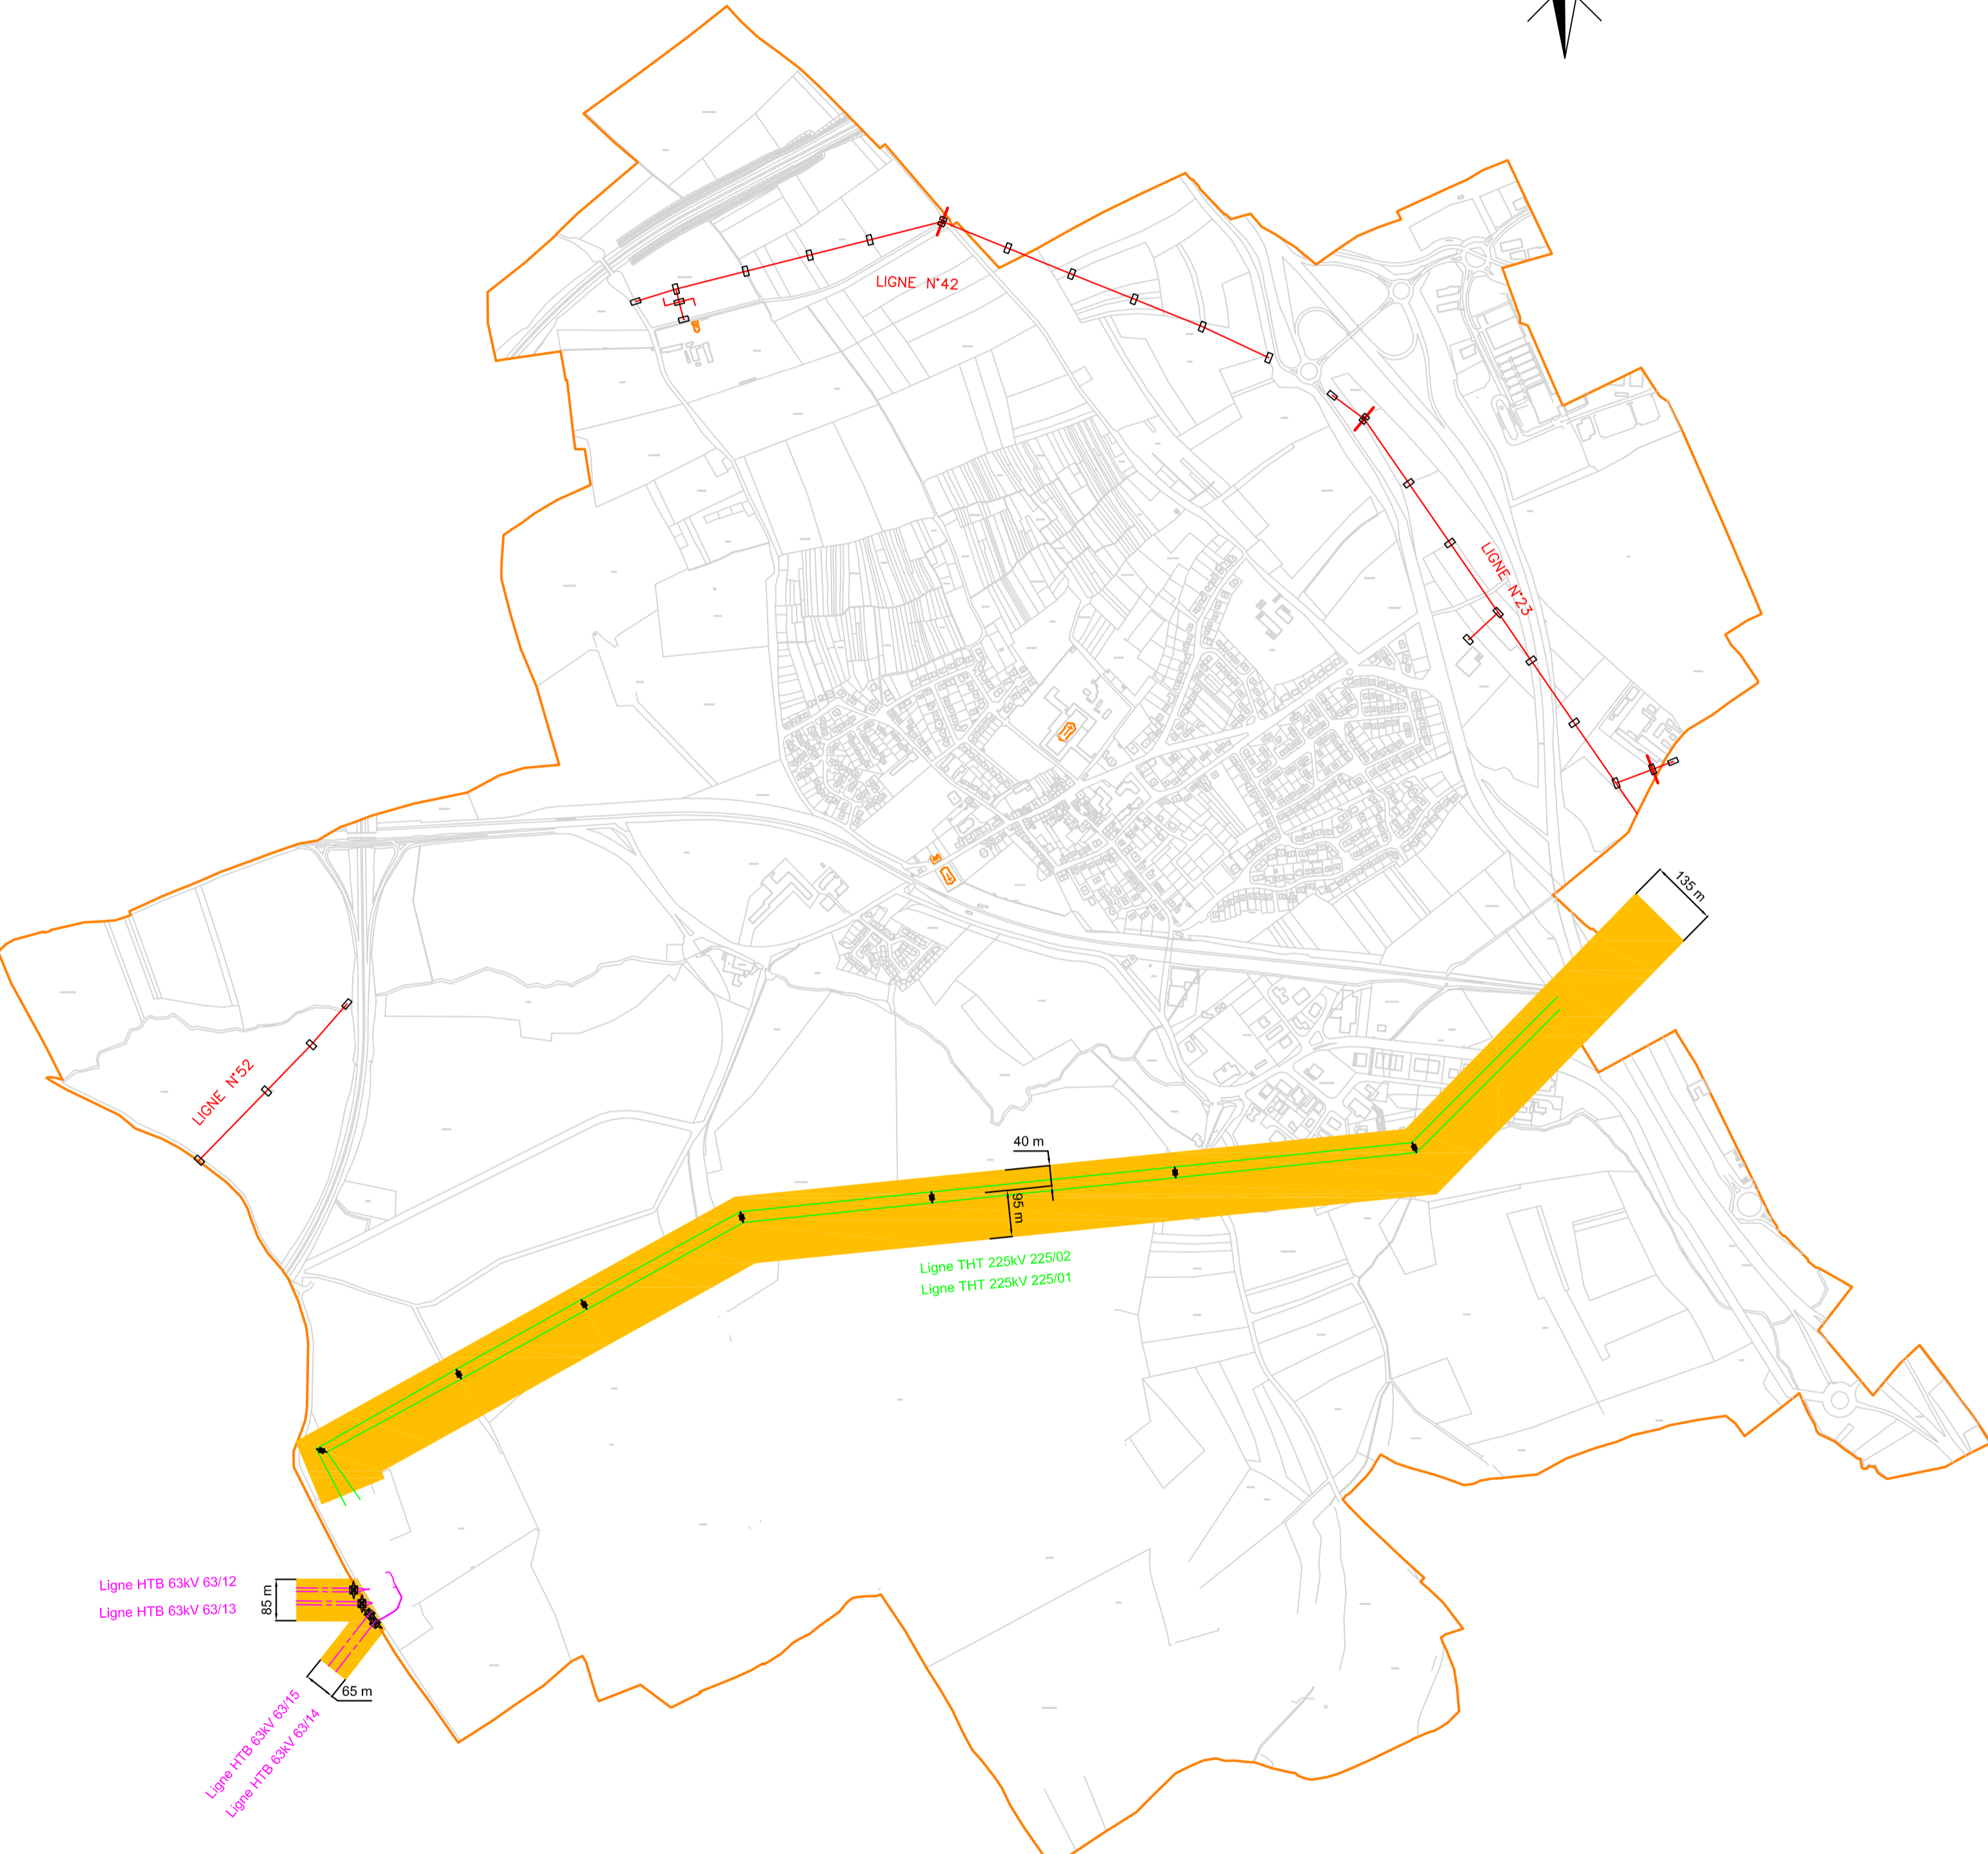 LIGNE N°42
LIGNE N°23
135 m
LIGNE N°52
40 m
95 m
Ligne THT 225kV 225/02
Ligne THT 225kV 225/01
Ligne HTB 63kV 63/12
Ligne HTB 63kV 63/13
85 m
65 m
Ligne HTB 63kV 63/15
Ligne HTB 63kV 63/14